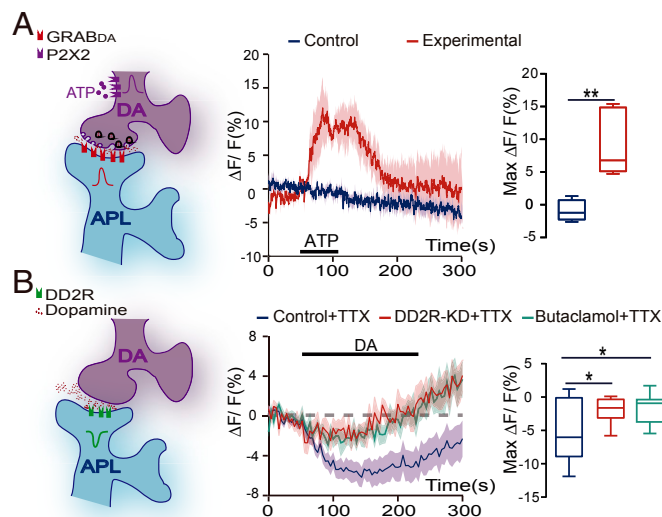 A
GRABDA
P2X2
ATP
DA
APL
Control
Experimental
ΔF/ F(%)
20
15
10
5
0
-5
-10
ATP
Time(s)
0
100
200
300
**
Max ΔF/ F(%)
20
15
10
5
0
-5
B
DD2R
Dopamine
DA
APL
Control+TTX
DD2R-KD+TTX
Butaclamol+TTX
DA
ΔF/ F(%)
8
4
0
-4
-8
Time(s)
0
100
200
300
*
*
Max ΔF/ F(%)
5
0
-5
-10
-15